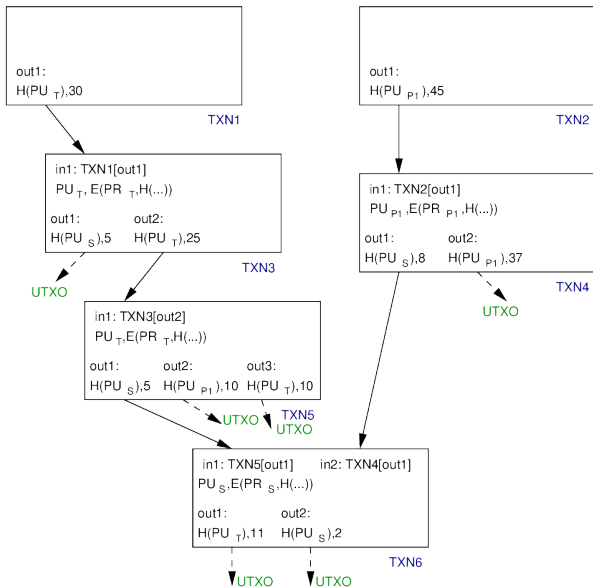 out1:
H(PU T),30
TXN1
out1:
H(PU P1),45
TXN2
in1: TXN1[out1]
PU T, E(PR T,H(...))
out1: out2:
H(PU S),5 H(PU T),25
TXN3
UTXO
in1: TXN2[out1]
PU P1,E(PR P1,H(...))
out1: out2:
H(PU S),8 H(PU P1),37
TXN4
UTXO
in1: TXN3[out2]
PU T,E(PR T,H(...))
out1: out2: out3:
H(PU S),5 H(PU P1),10 H(PU T),10
TXN5
UTXO
UTXO
in1: TXN5[out1] in2: TXN4[out1]
PU S,E(PR S,H(...))
out1: out2:
H(PU T),11 H(PU S),2
TXN6
UTXO UTXO